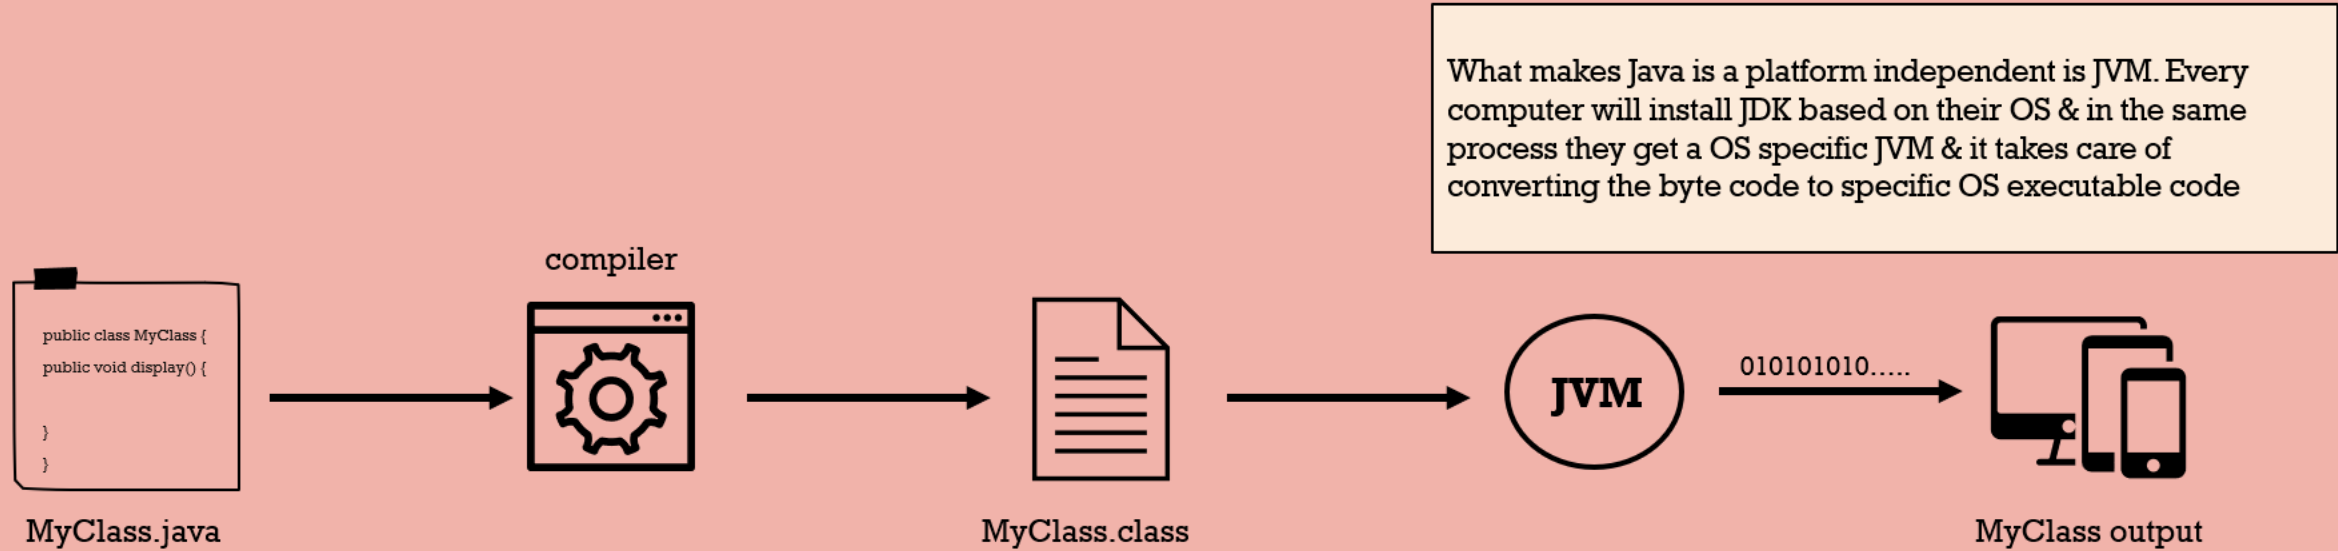 What makes Java is a platform independent is JVM. Every
computer will install JDK based on their OS & in the same
process they get a OS specific JVM & it takes care of
converting the byte code to specific OS executable code
compiler
public class MyClass {
public void display() {
}
}
JVM
010101010.....
MyClass.java
MyClass.class
MyClass output